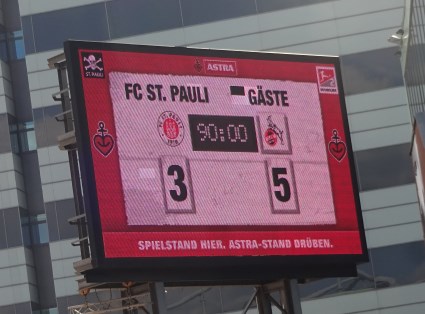 ASTRA
ST. PAULI
FC ST. PAULI GÄSTE
90:00
3 5
SPIELSTAND HIER. ASTRA-STAND DRÜBEN.